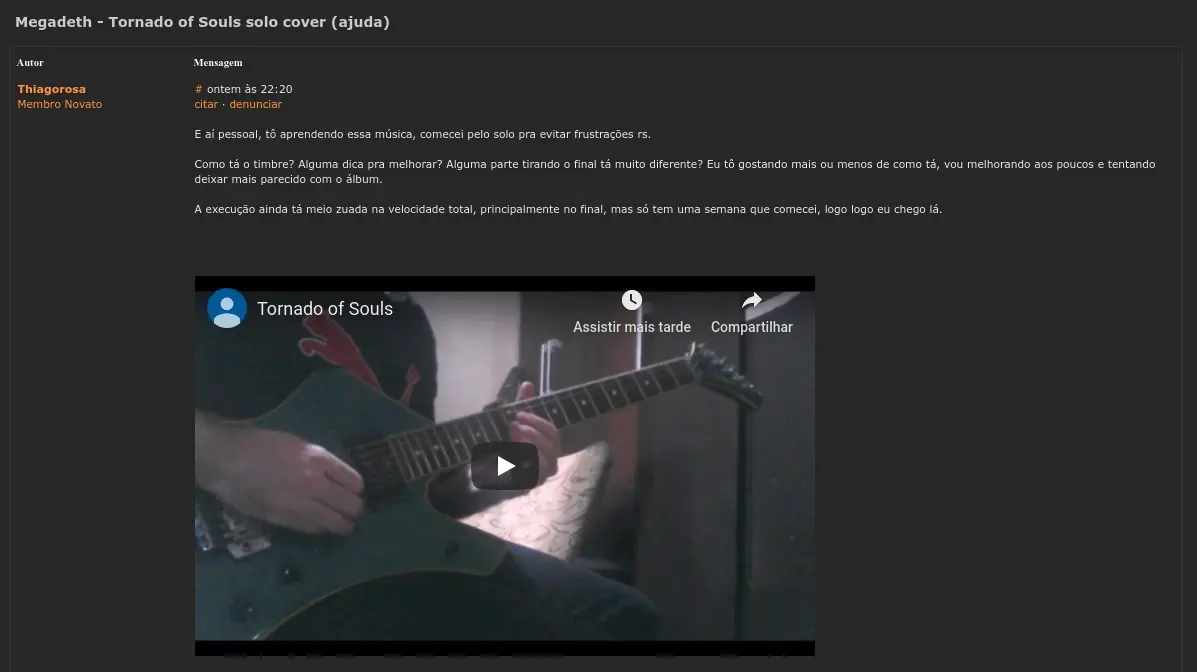 Megadeth - Tornado of Souls solo cover (ajuda)
Autor
Mensagem
Thiagorosa
Membro Novato
# ontem às 22:20
citar · denunciar
E aí pessoal, tô aprendendo essa música, comecei pelo solo pra evitar frustrações rs.
Como tá o timbre? Alguma dica pra melhorar? Alguma parte tirando o final tá muito diferente? Eu tô gostando mais ou menos de como tá, vou melhorando aos poucos e tentando
deixar mais parecido com o álbum.
A execução ainda tá meio zuada na velocidade total, principalmente no final, mas só tem uma semana que comecei, logo logo eu chego lá.
Tornado of Souls
Assistir mais tarde
Compartilhar